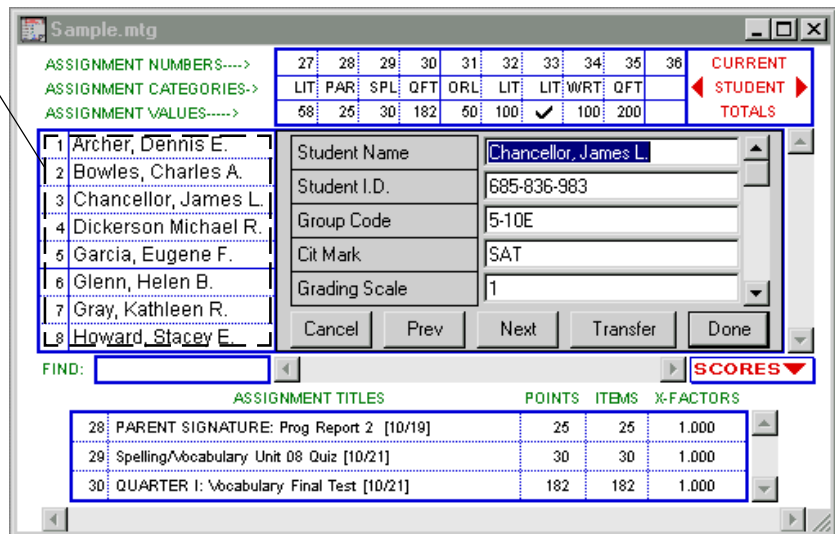 Sample.mtg
ASSIGNMENT NUMBERS----> 27 28 29 30 31 32 33 34 35 36 CURRENT
ASSIGNMENT CATEGORIES-> LIT PAR SPL QFT ORL LIT LIT WRT QFT STUDENT
ASSIGNMENT VALUES-----> 58 25 30 182 50 100 ✓ 100 200 TOTALS
1 Archer, Dennis E.
2 Bowles, Charles A.
3 Chancellor, James L.
4 Dickerson Michael R.
5 Garcia, Eugene F.
6 Glenn, Helen B.
7 Gray, Kathleen R.
8 Howard, Stacey E.
Student Name Chancellor, James L.
Student I.D. 685-836-983
Group Code 5-10E
Cit Mark SAT
Grading Scale 1
Cancel Prev Next Transfer Done
FIND: SCORES
ASSIGNMENT TITLES POINTS ITEMS X-FACTORS
28 PARENT SIGNATURE: Prog Report 2 [10/19] 25 25 1.000
29 Spelling/Vocabulary Unit 08 Quiz [10/21] 30 30 1.000
30 QUARTER I: Vocabulary Final Test [10/21] 182 182 1.000